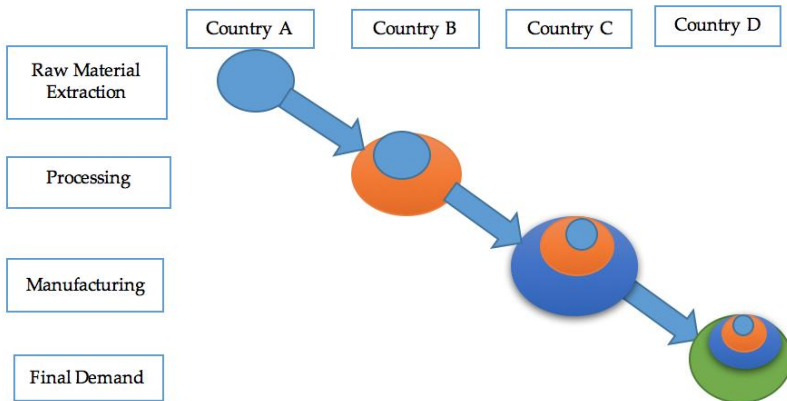 Country A
Country B
Country C
Country D
Raw Material
Extraction
Processing
Manufacturing
Final Demand